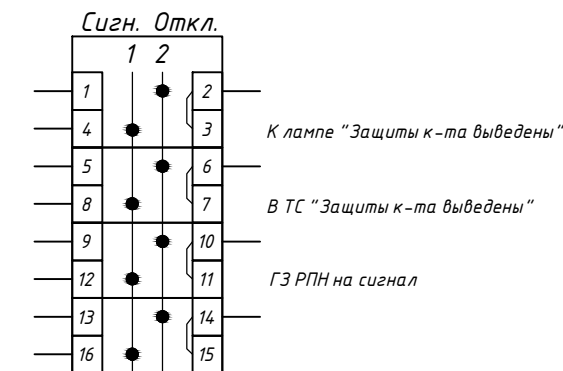 Сигн. Откл.
1 2
1 2
4 3 К лампе "Защиты к-та выведены"
5 6
8 7 В ТС "Защиты к-та выведены"
9 10
12 11 ГЗ РПН на сигнал
13 14
16 15